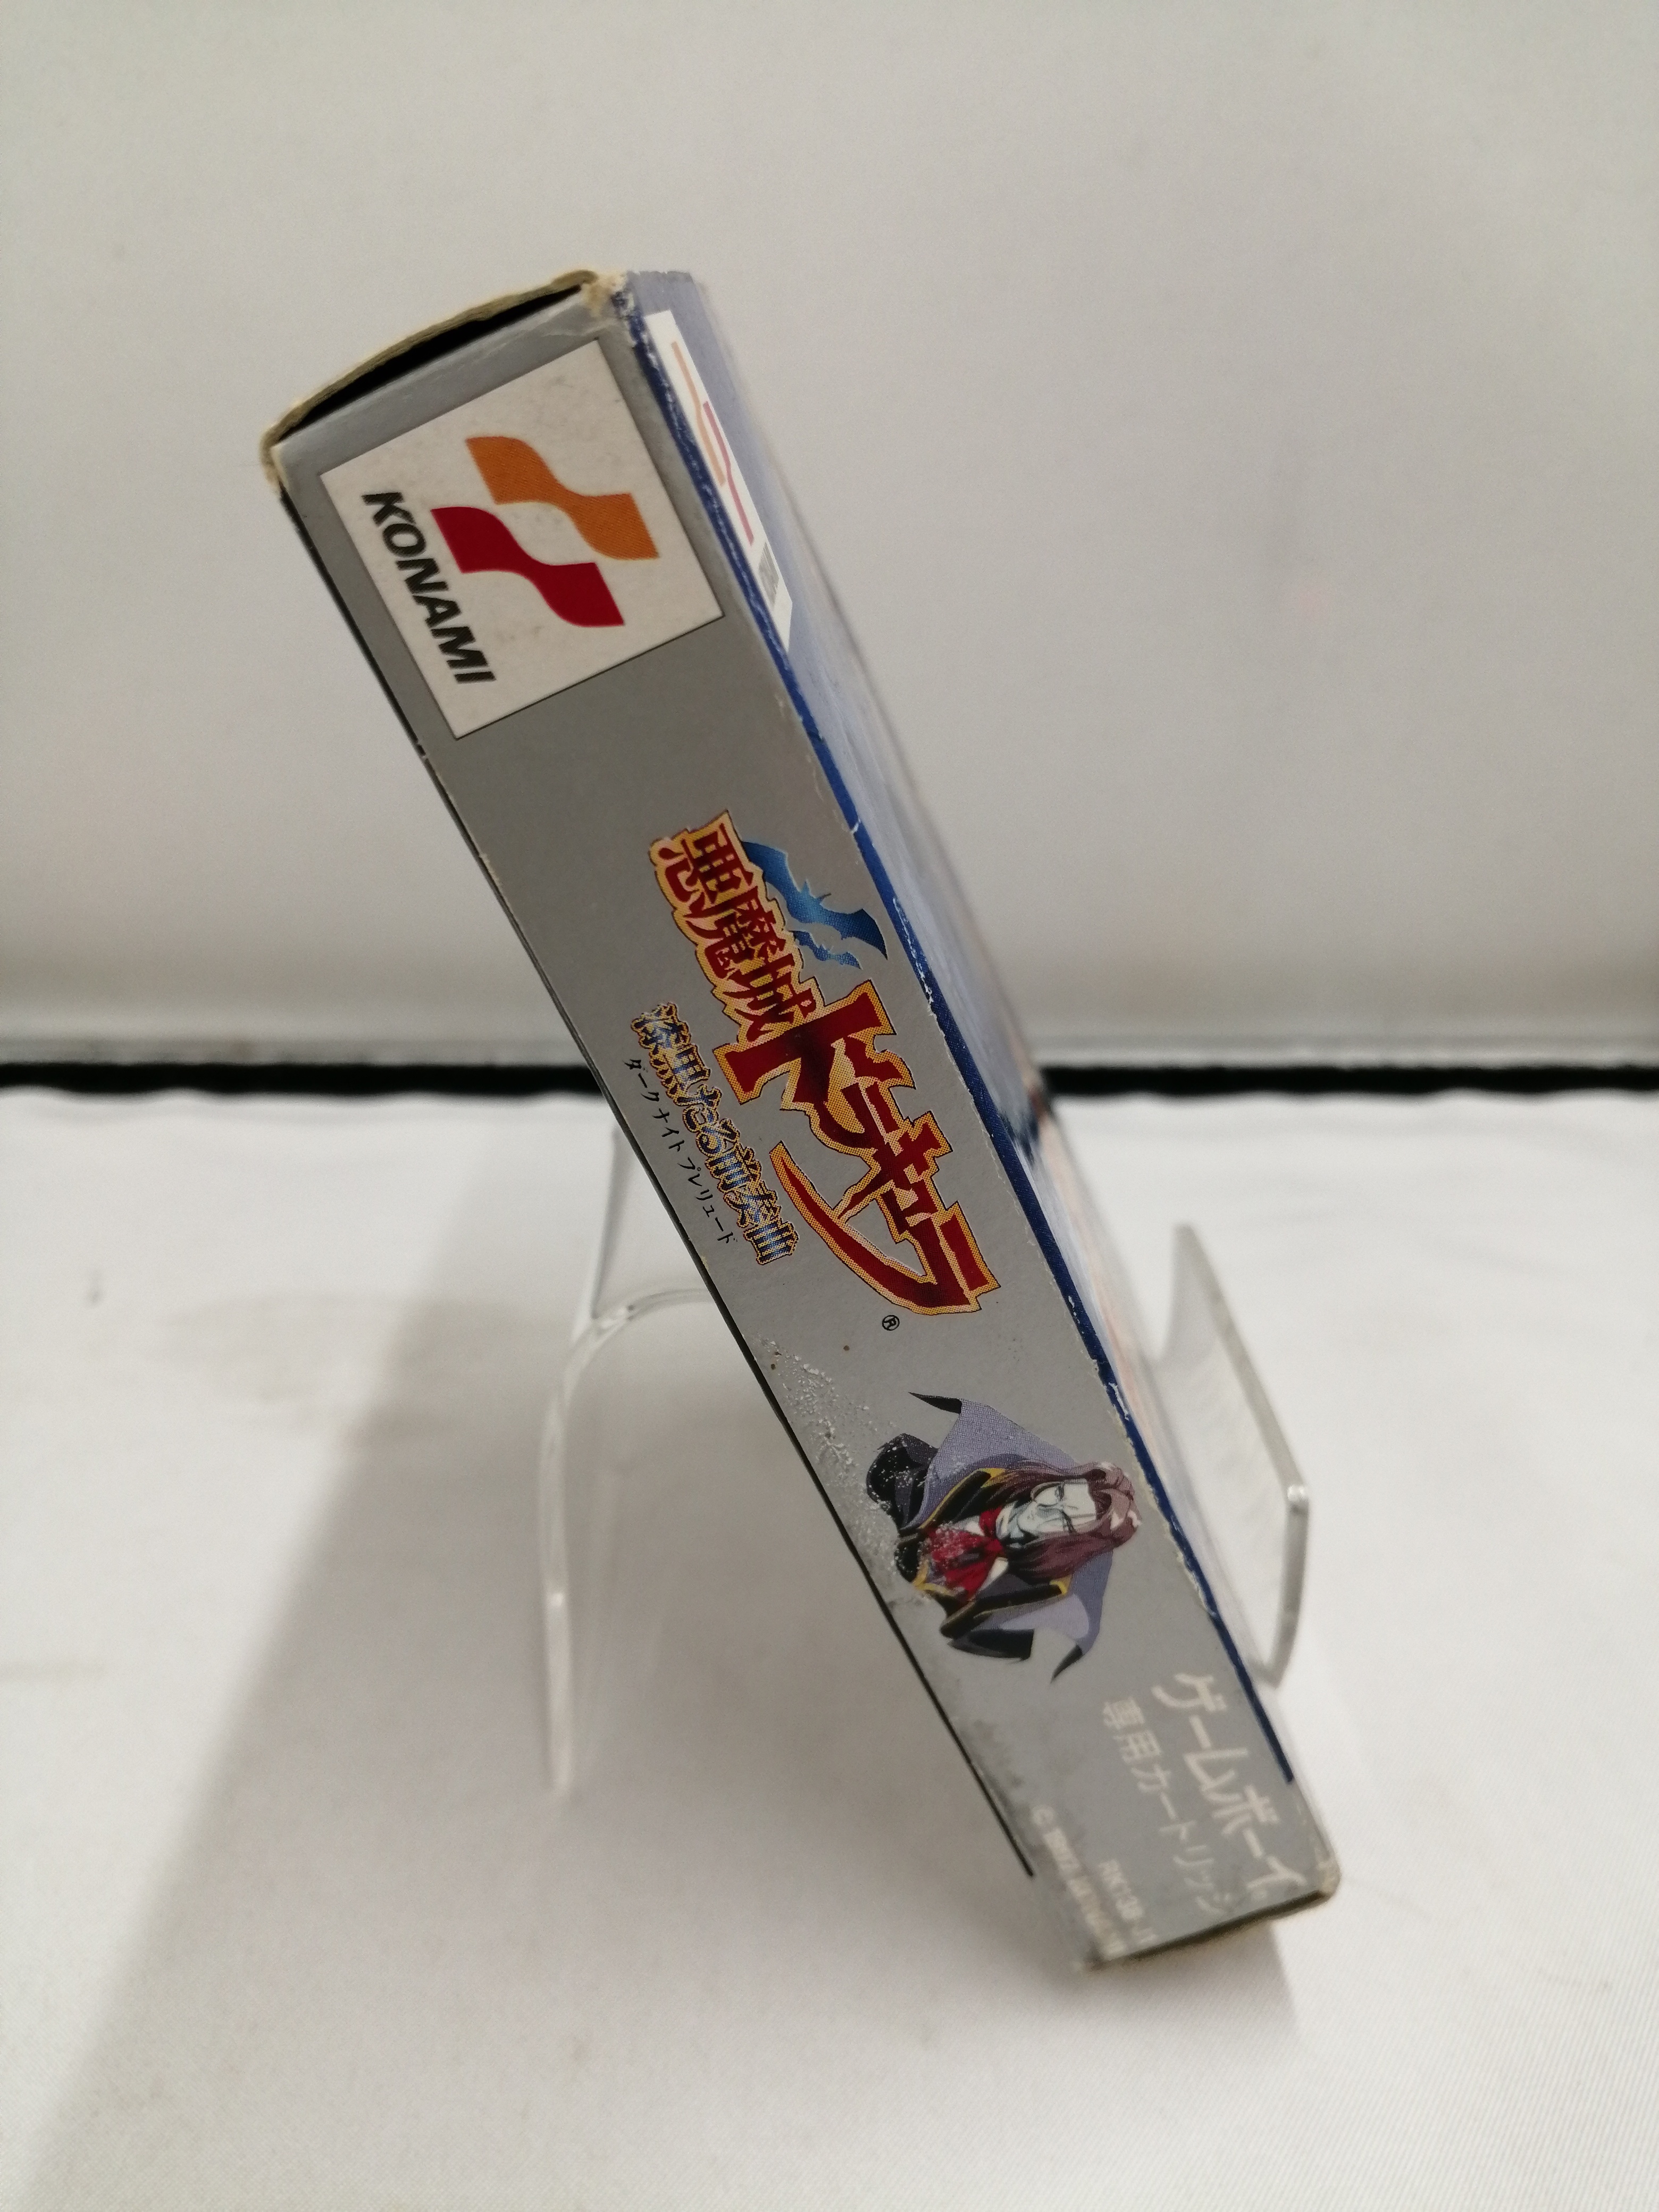 KONAMI
悪魔城
ドラキュラ
®
漆黒たる前奏曲
ダークナイトプレリュード
ゲームボーイ
専用カートリッジ
RK138-J1